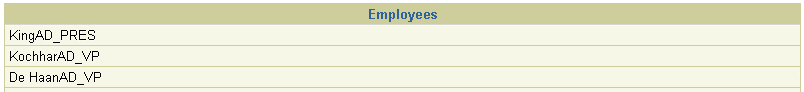 Employees
KingAD_PRES
KochharAD_VP
De HaanAD_VP